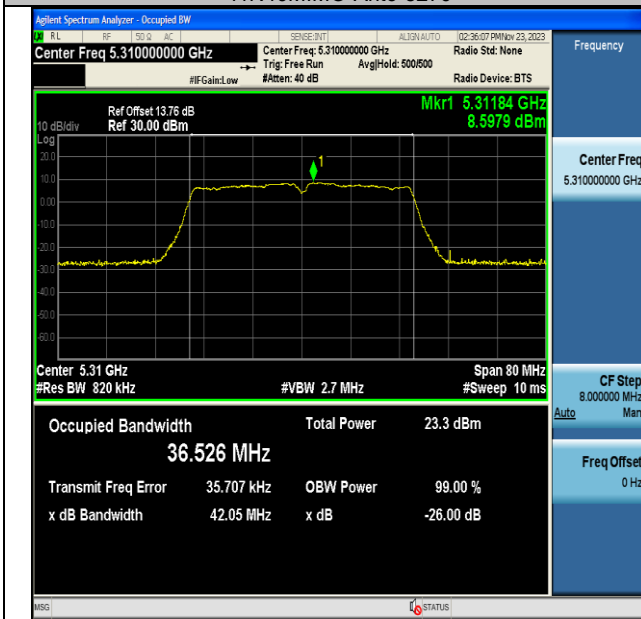 Agilent Spectrum Analyzer - Occupied BW
RL RF 50 Ω AC SENSE:INT ALIGN AUTO 02:36:07 PM Nov 23, 2023
Center Freq 5.310000000 GHz Center Freq: 5.310000000 GHz Radio Std: None Frequency
Trig: Free Run Avg|Hold: 500/500
#IFGain:Low #Atten: 40 dB Radio Device: BTS
Ref Offset 13.76 dB Mkr1 5.31184 GHz
10 dB/div Ref 30.00 dBm 8.5979 dBm
Log
20.0
10.0
0.00
-10.0
-20.0
-30.0
-40.0
-50.0
-60.0
1
Center 5.31 GHz Span 80 MHz
#Res BW 820 kHz #VBW 2.7 MHz #Sweep 10 ms
Occupied Bandwidth Total Power 23.3 dBm
36.526 MHz
Transmit Freq Error 35.707 kHz OBW Power 99.00 %
x dB Bandwidth 42.05 MHz x dB -26.00 dB
Center Freq
5.310000000 GHz
CF Step
8.000000 MHz
Auto Man
Freq Offset
0 Hz
MSG STATUS